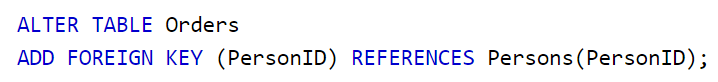 ALTER TABLE Orders
ADD FOREIGN KEY (PersonID) REFERENCES Persons(PersonID);